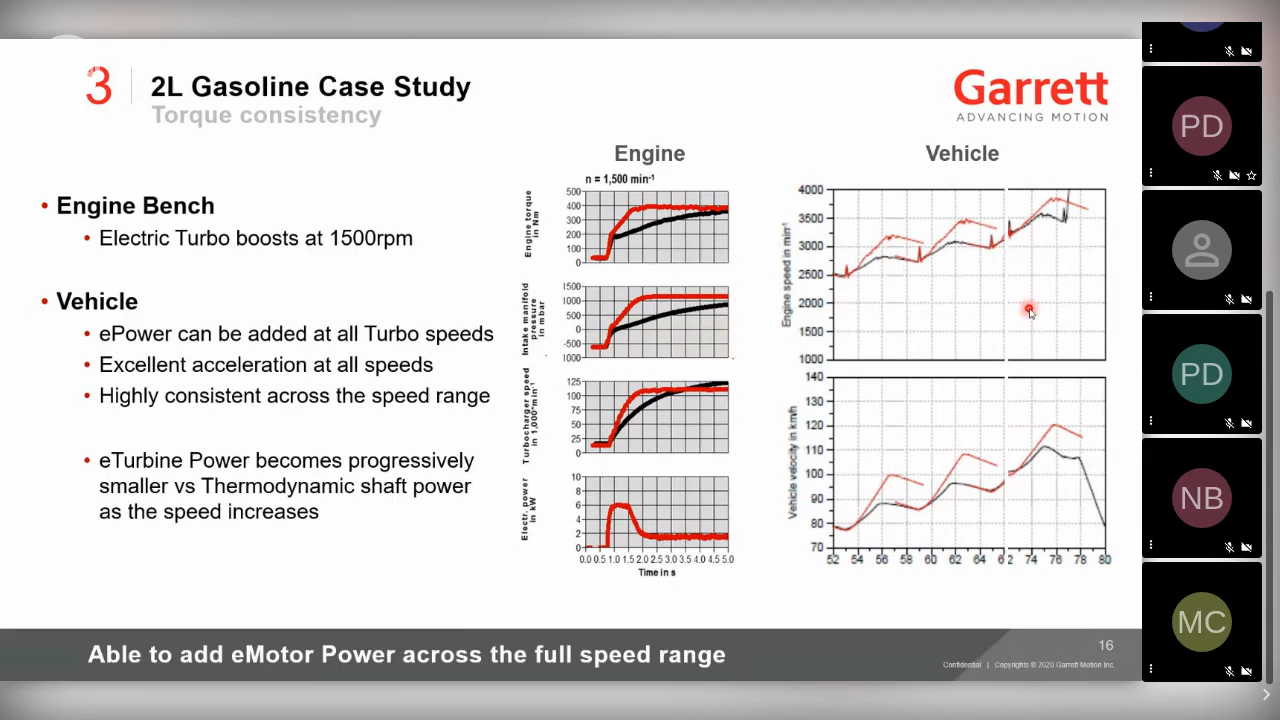 3
2L Gasoline Case Study
Torque consistency
Garrett
ADVANCING MOTION
• Engine Bench
• Electric Turbo boosts at 1500rpm
• Vehicle
• ePower can be added at all Turbo speeds
• Excellent acceleration at all speeds
• Highly consistent across the speed range
• eTurbine Power becomes progressively
smaller vs Thermodynamic shaft power
as the speed increases
Engine
n = 1,500 min⁻¹
Engine torque
in Nm
500
400
300
200
100
0
Intake manifold
pressure
in mbar
1500
1000
500
0
-500
1000
Turbocharger speed
in 1,000*min⁻¹
125
100
75
50
25
0
Electr. power
in kW
10
8
6
4
2
0
0.0 0.5 1.0 1.5 2.0 2.5 3.0 3.5 4.0 4.5 5.0
Time in s
Vehicle
Engine speed in min⁻¹
4000
3500
3000
2500
2000
1500
1000
Vehicle velocity in km/h
140
130
120
110
100
90
80
70
52 54 56 58 60 62 64 6 2 74 76 78 80
Able to add eMotor Power across the full speed range
16
Confidential | Copyrights © 2020 Garrett Motion Inc
PD
PD
NB
MC